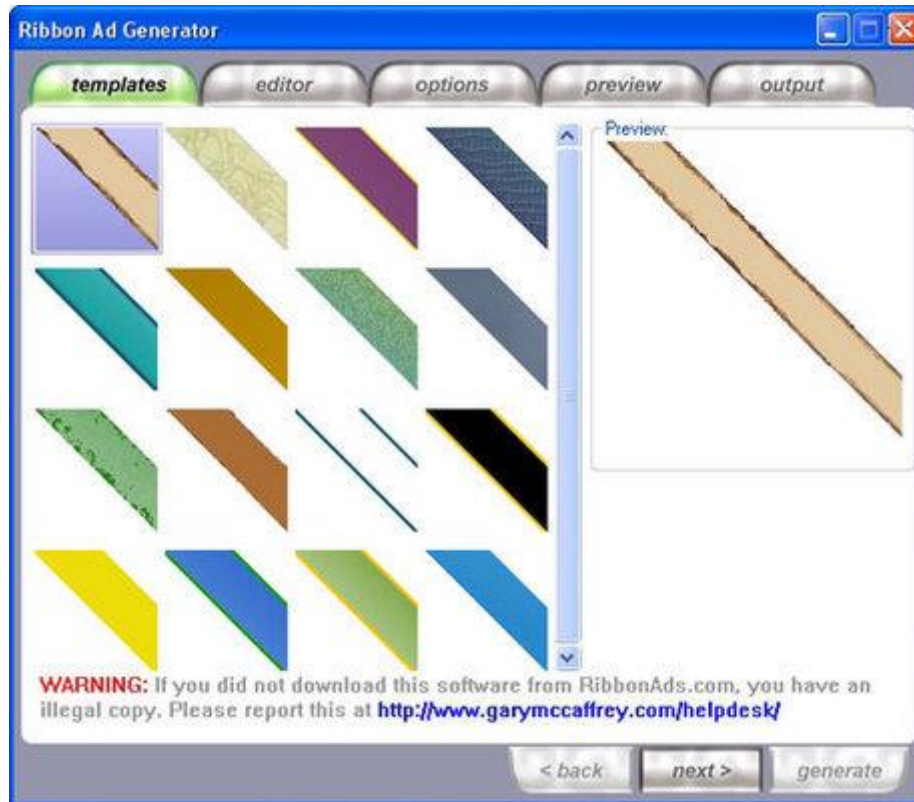 Ribbon Ad Generator
templates
editor
options
preview
output
Preview:
WARNING: If you did not download this software from RibbonAds.com, you have an
illegal copy. Please report this at http://www.garymccaffrey.com/helpdesk/
< back
next >
generate